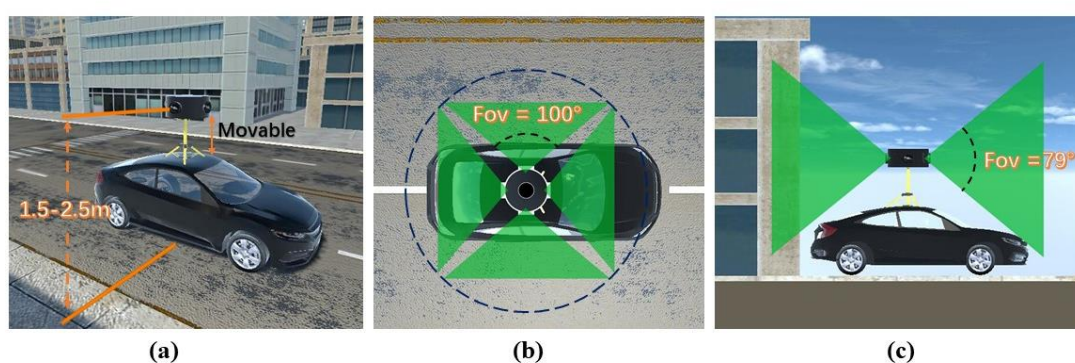 Movable
1.5-2.5m
Fov = 100°
Fov =79°
(a)
(b)
(c)